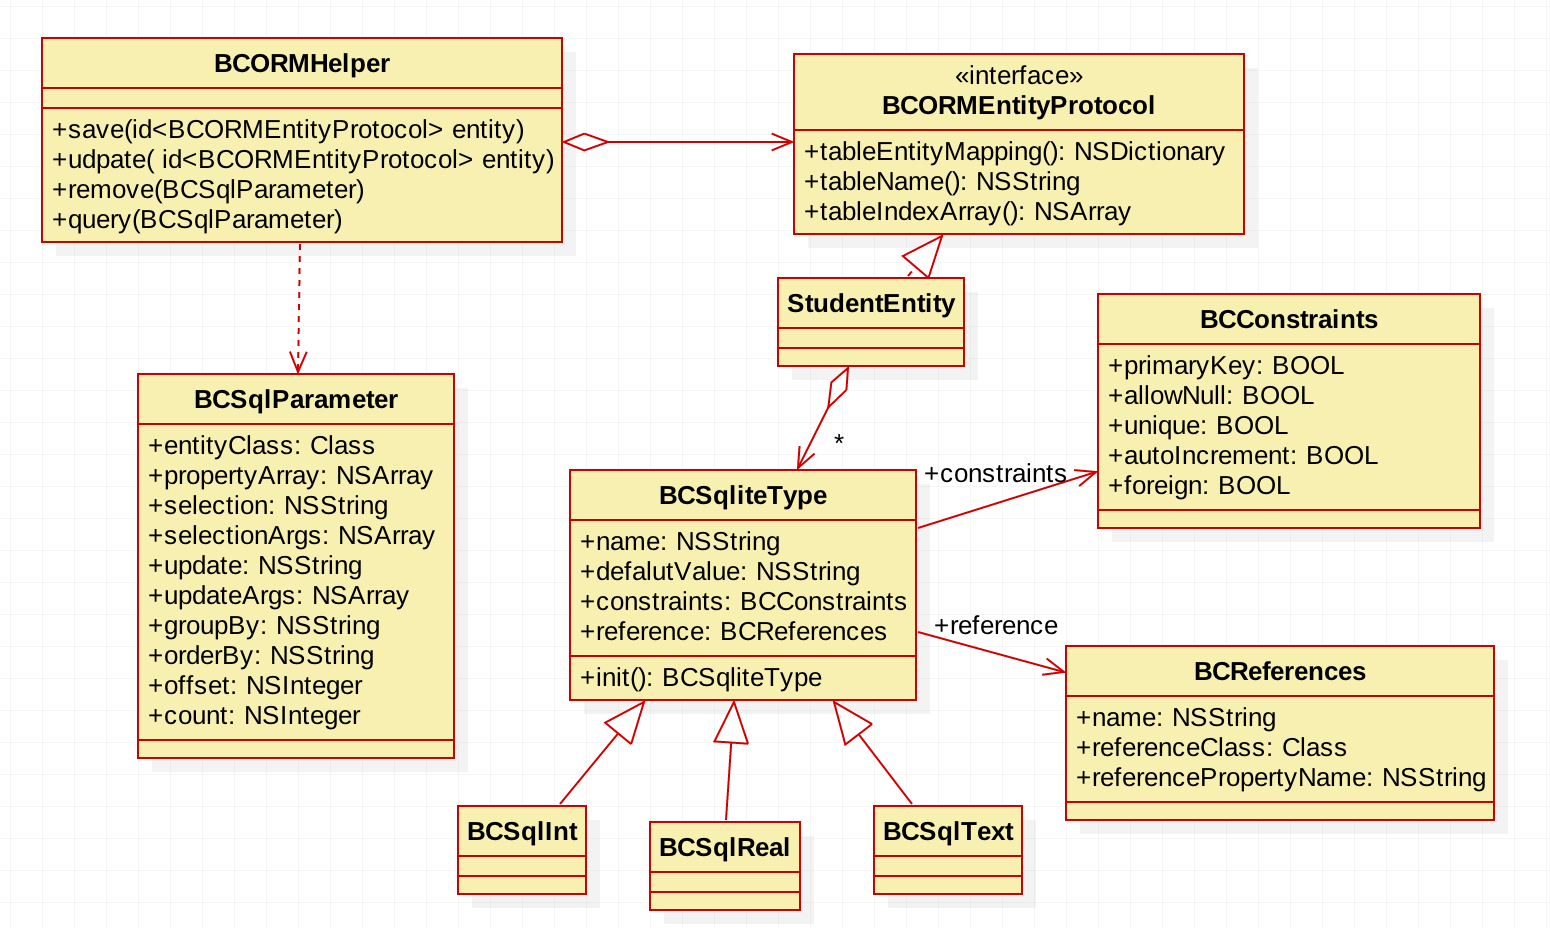 BCORMHelper
+save(id<BCORMEntityProtocol> entity)
+udpate( id<BCORMEntityProtocol> entity)
+remove(BCSqlParameter)
+query(BCSqlParameter)
«interface»
BCORMEntityProtocol
+tableEntityMapping(): NSDictionary
+tableName(): NSString
+tableIndexArray(): NSArray
StudentEntity
*
BCConstraints
+primaryKey: BOOL
+allowNull: BOOL
+unique: BOOL
+autoIncrement: BOOL
+foreign: BOOL
BCSqlParameter
+entityClass: Class
+propertyArray: NSArray
+selection: NSString
+selectionArgs: NSArray
+update: NSString
+updateArgs: NSArray
+groupBy: NSString
+orderBy: NSString
+offset: NSInteger
+count: NSInteger
BCSqliteType
+name: NSString
+defalutValue: NSString
+constraints: BCConstraints
+reference: BCReferences
+init(): BCSqliteType
+constraints
+reference
BCReferences
+name: NSString
+referenceClass: Class
+referencePropertyName: NSString
BCSqlInt
BCSqlReal
BCSqlText